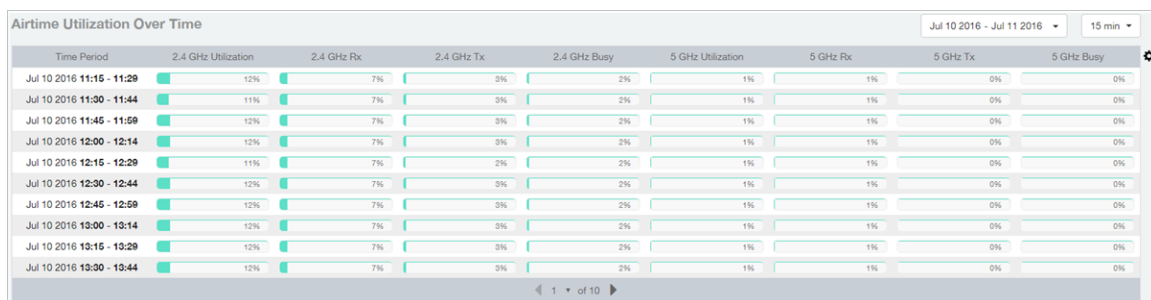 Airtime Utilization Over Time
Jul 10 2016 - Jul 11 2016
15 min
Time Period 2.4 GHz Utilization 2.4 GHz Rx 2.4 GHz Tx 2.4 GHz Busy 5 GHz Utilization 5 GHz Rx 5 GHz Tx 5 GHz Busy
Jul 10 2016 11:15 - 11:29 12% 7% 3% 2% 1% 1% 0% 0%
Jul 10 2016 11:30 - 11:44 11% 7% 3% 2% 1% 1% 0% 0%
Jul 10 2016 11:45 - 11:59 12% 7% 3% 2% 1% 1% 0% 0%
Jul 10 2016 12:00 - 12:14 12% 7% 3% 2% 1% 1% 0% 0%
Jul 10 2016 12:15 - 12:29 11% 7% 2% 2% 1% 1% 0% 0%
Jul 10 2016 12:30 - 12:44 12% 7% 3% 2% 1% 1% 0% 0%
Jul 10 2016 12:45 - 12:59 12% 7% 3% 2% 1% 1% 0% 0%
Jul 10 2016 13:00 - 13:14 12% 7% 3% 2% 1% 1% 0% 0%
Jul 10 2016 13:15 - 13:29 12% 7% 3% 2% 1% 1% 0% 0%
Jul 10 2016 13:30 - 13:44 12% 7% 3% 2% 1% 1% 0% 0%
1 of 10